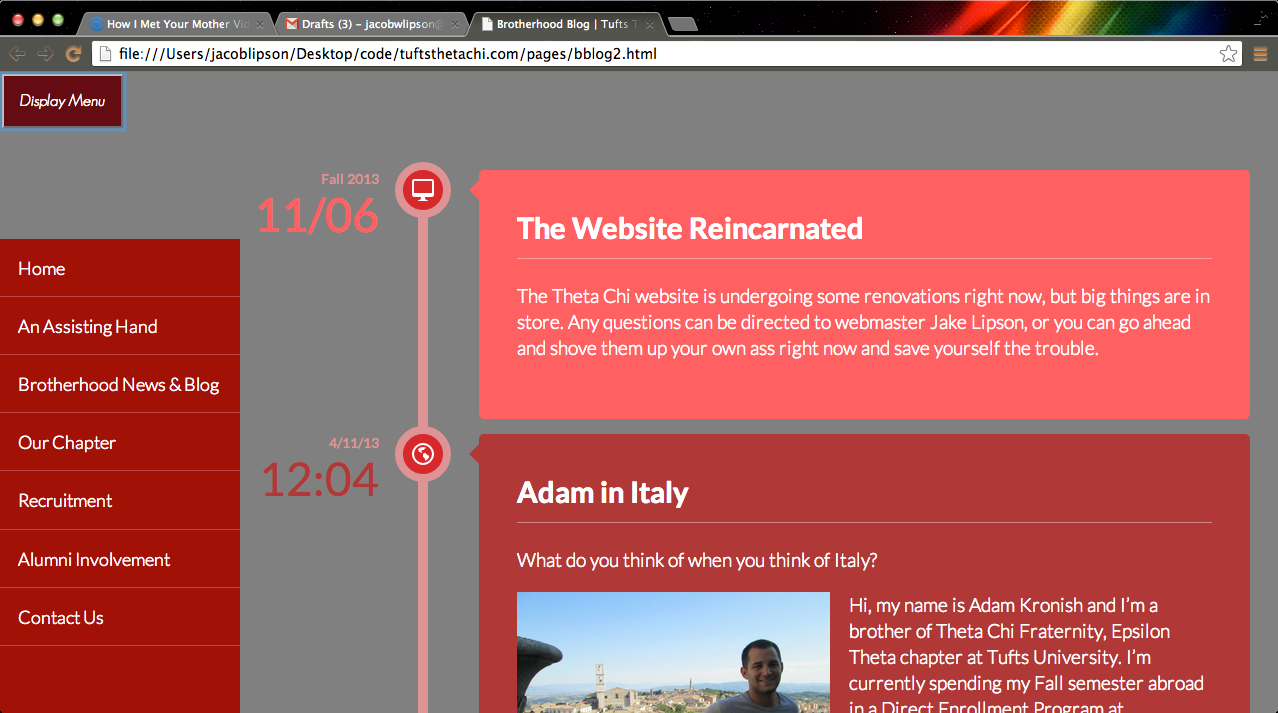 How I Met Your Mother Vi
Drafts (3) – jacobwlipson@
Brotherhood Blog | Tufts T
file:///Users/jacoblipson/Desktop/code/tuftsthetachi.com/pages/bblog2.html
Display Menu
Home
An Assisting Hand
Brotherhood News & Blog
Our Chapter
Recruitment
Alumni Involvement
Contact Us
Fall 2013
11/06
The Website Reincarnated
The Theta Chi website is undergoing some renovations right now, but big things are in
store. Any questions can be directed to webmaster Jake Lipson, or you can go ahead
and shove them up your own ass right now and save yourself the trouble.
4/11/13
12:04
Adam in Italy
What do you think of when you think of Italy?
Hi, my name is Adam Kronish and I’m a
brother of Theta Chi Fraternity, Epsilon
Theta chapter at Tufts University. I’m
currently spending my Fall semester abroad
in a Direct Enrollment Program at